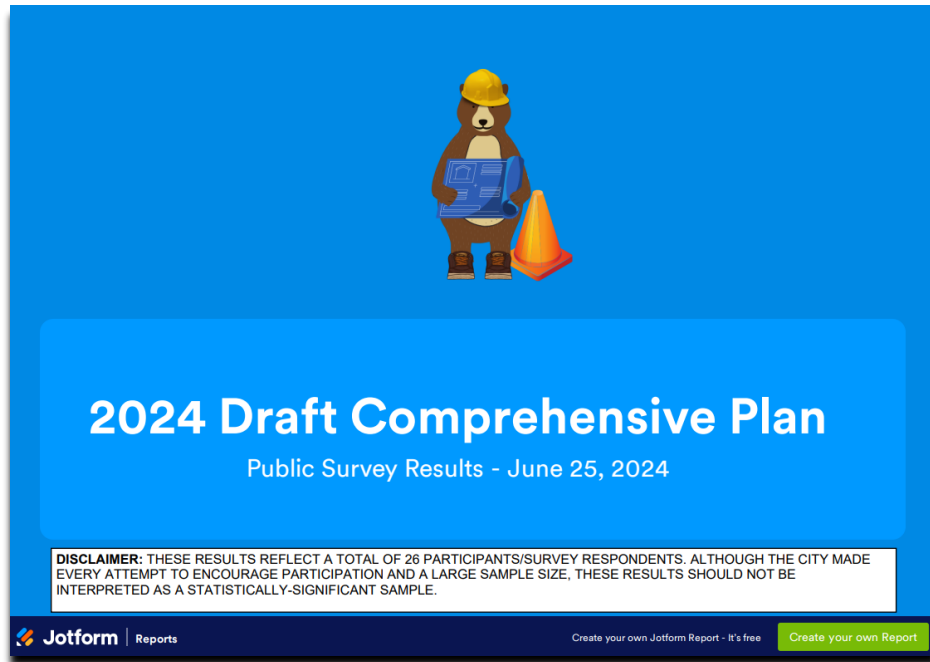 2024 Draft Comprehensive Plan
Public Survey Results - June 25, 2024
DISCLAIMER: THESE RESULTS REFLECT A TOTAL OF 26 PARTICIPANTS/SURVEY RESPONDENTS. ALTHOUGH THE CITY MADE
EVERY ATTEMPT TO ENCOURAGE PARTICIPATION AND A LARGE SAMPLE SIZE, THESE RESULTS SHOULD NOT BE
INTERPRETED AS A STATISTICALLY-SIGNIFICANT SAMPLE.
Jotform Reports
Create your own Jotform Report - It's free
Create your own Report